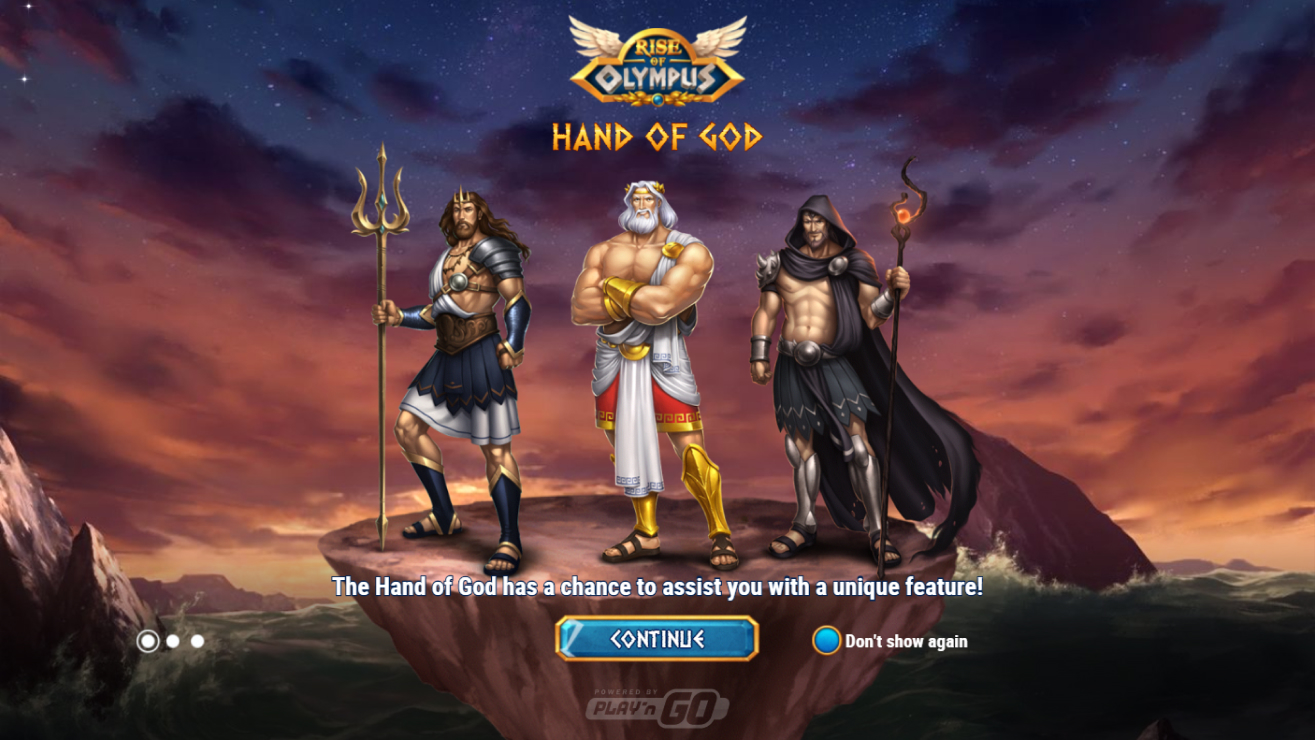 RISE
OF
OLYMPUS
HAND OF GOD
The Hand of God has a chance to assist you with a unique feature!
CONTINUE
Don't show again
POWERED BY
PLAY'n GO